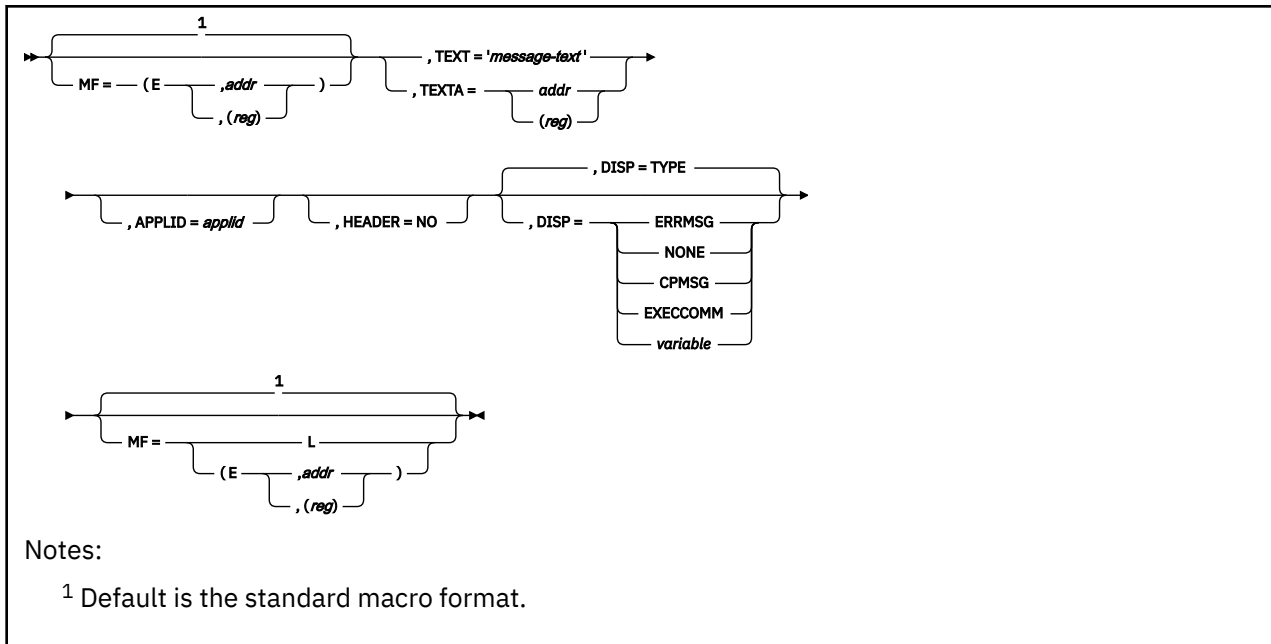 1
, TEXT = 'message-text'
MF = ( E ,addr )
, (reg)
, TEXTA = addr
(reg)
, DISP = TYPE
, APPLID = applid
, HEADER = NO
, DISP = ERRMSG
NONE
CPMSG
EXECCOMM
variable
1
MF = L
( E ,addr )
, (reg)
Notes:
1 Default is the standard macro format.